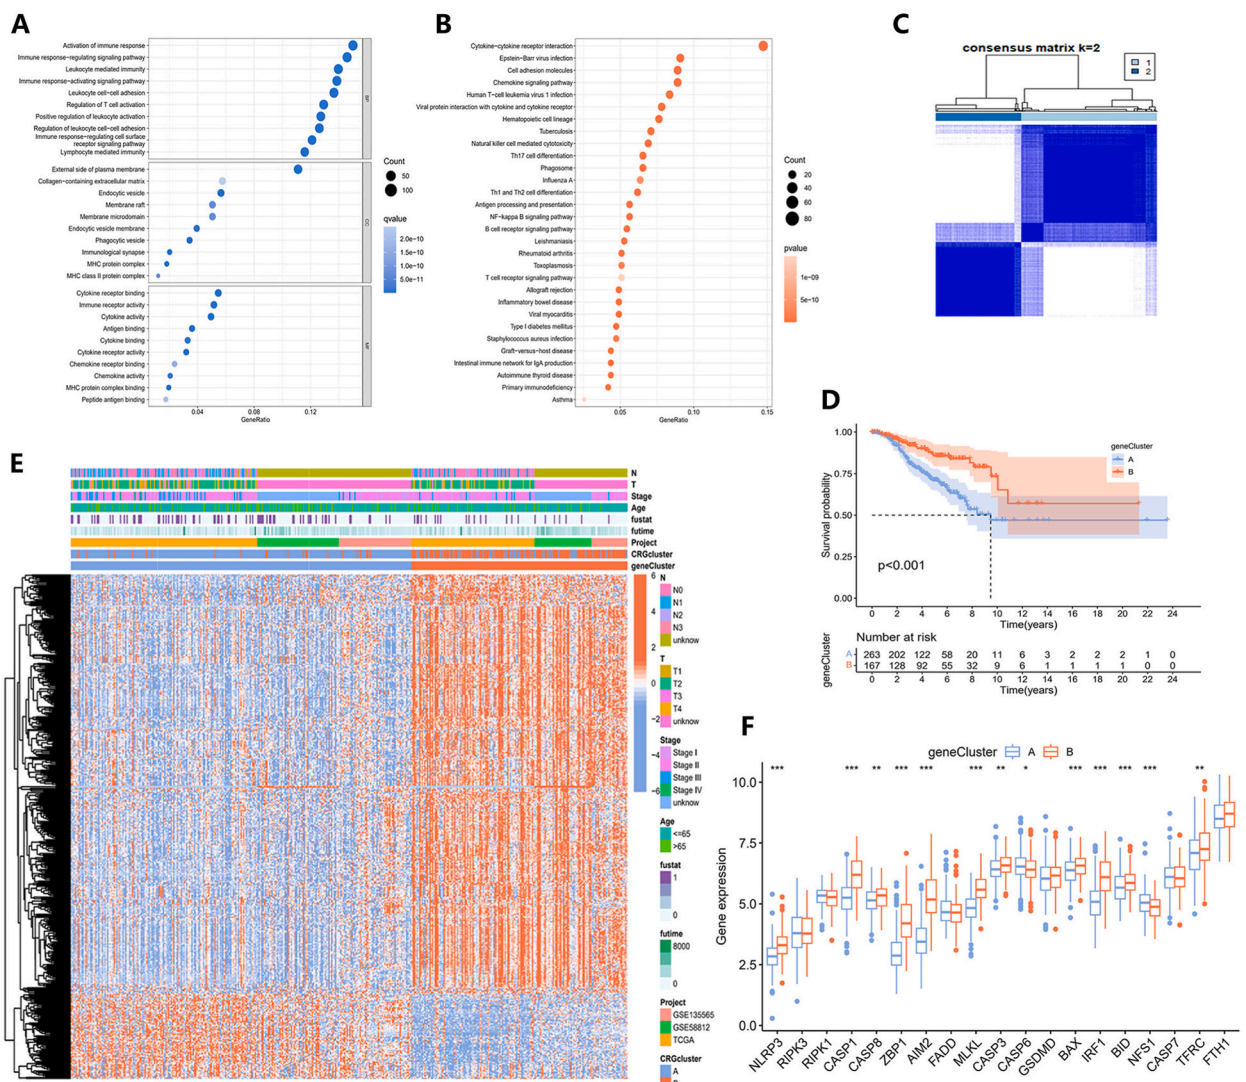 A
Activation of immune response
Immune response-regulating signaling pathway
Leukocyte mediated immunity
Immune response-activating signaling pathway
Leukocyte cell-cell adhesion
Regulation of T cell activation
Positive regulation of leukocyte activation
Regulation of leukocyte cell-cell adhesion
Immune response-regulating cell surface
receptor signaling pathway
Lymphocyte mediated immunity
BP
External side of plasma membrane
Collagen-containing extracellular matrix
Endocytic vesicle
Membrane raft
Membrane microdomain
Endocytic vesicle membrane
Phagocytic vesicle
Immunological synapse
MHC protein complex
MHC class II protein complex
CC
Cytokine receptor binding
Immune receptor activity
Cytokine activity
Antigen binding
Cytokine binding
Cytokine receptor activity
Chemokine receptor binding
Chemokine activity
MHC protein complex binding
Peptide antigen binding
MF
0.04 0.08 0.12
GeneRatio
Count
50
100
qvalue
2.0e-10
1.5e-10
1.0e-10
5.0e-11
B
Cytokine-cytokine receptor interaction
Epstein-Barr virus infection
Cell adhesion molecules
Chemokine signaling pathway
Human T-cell leukemia virus 1 infection
Viral protein interaction with cytokine and cytokine receptor
Hematopoietic cell lineage
Tuberculosis
Natural killer cell mediated cytotoxicity
Th17 cell differentiation
Phagosome
Influenza A
Th1 and Th2 cell differentiation
Antigen processing and presentation
NF-kappa B signaling pathway
B cell receptor signaling pathway
Leishmaniasis
Rheumatoid arthritis
Toxoplasmosis
T cell receptor signaling pathway
Allograft rejection
Inflammatory bowel disease
Viral myocarditis
Type I diabetes mellitus
Staphylococcus aureus infection
Graft-versus-host disease
Intestinal immune network for IgA production
Autoimmune thyroid disease
Primary immunodeficiency
Asthma
0.05 0.10 0.15
GeneRatio
Count
20
40
60
80
pvalue
1e-09
5e-10
C
consensus matrix k=2
1
2
D
1.00
0.75
0.50
0.25
0.00
Survival probability
geneCluster
A
B
p<0.001
0 2 4 6 8 10 12 14 16 18 20 22 24
Time(years)
Number at risk
geneCluster
A 263 202 122 58 20 11 6 3 2 2 2 1 0
B 167 128 92 55 32 9 6 1 1 1 1 0 0
0 2 4 6 8 10 12 14 16 18 20 22 24
Time(years)
E
N
T
Stage
Age
fustat
futime
Project
CRGcluster
geneCluster
6
4
2
0
−2
−4
−6
N
N0
N1
N2
N3
unknow
T
T1
T2
T3
T4
unknow
Stage
Stage I
Stage II
Stage III
Stage IV
unknow
Age
<=65
>65
fustat
1
0
futime
8000
0
Project
GSE135565
GSE58812
TCGA
CRGcluster
A
F
geneCluster A B
*** *** ** *** *** *** ** * *** *** *** *** **
10.0
7.5
5.0
2.5
0.0
Gene expression
NLRP3 RIPK3 RIPK1 CASP1 CASP8 ZBP1 AIM2 FADD MLKL CASP3 CASP6 GSDMD BAX IRF1 BID NFS1 CASP7 TFRC FTH1